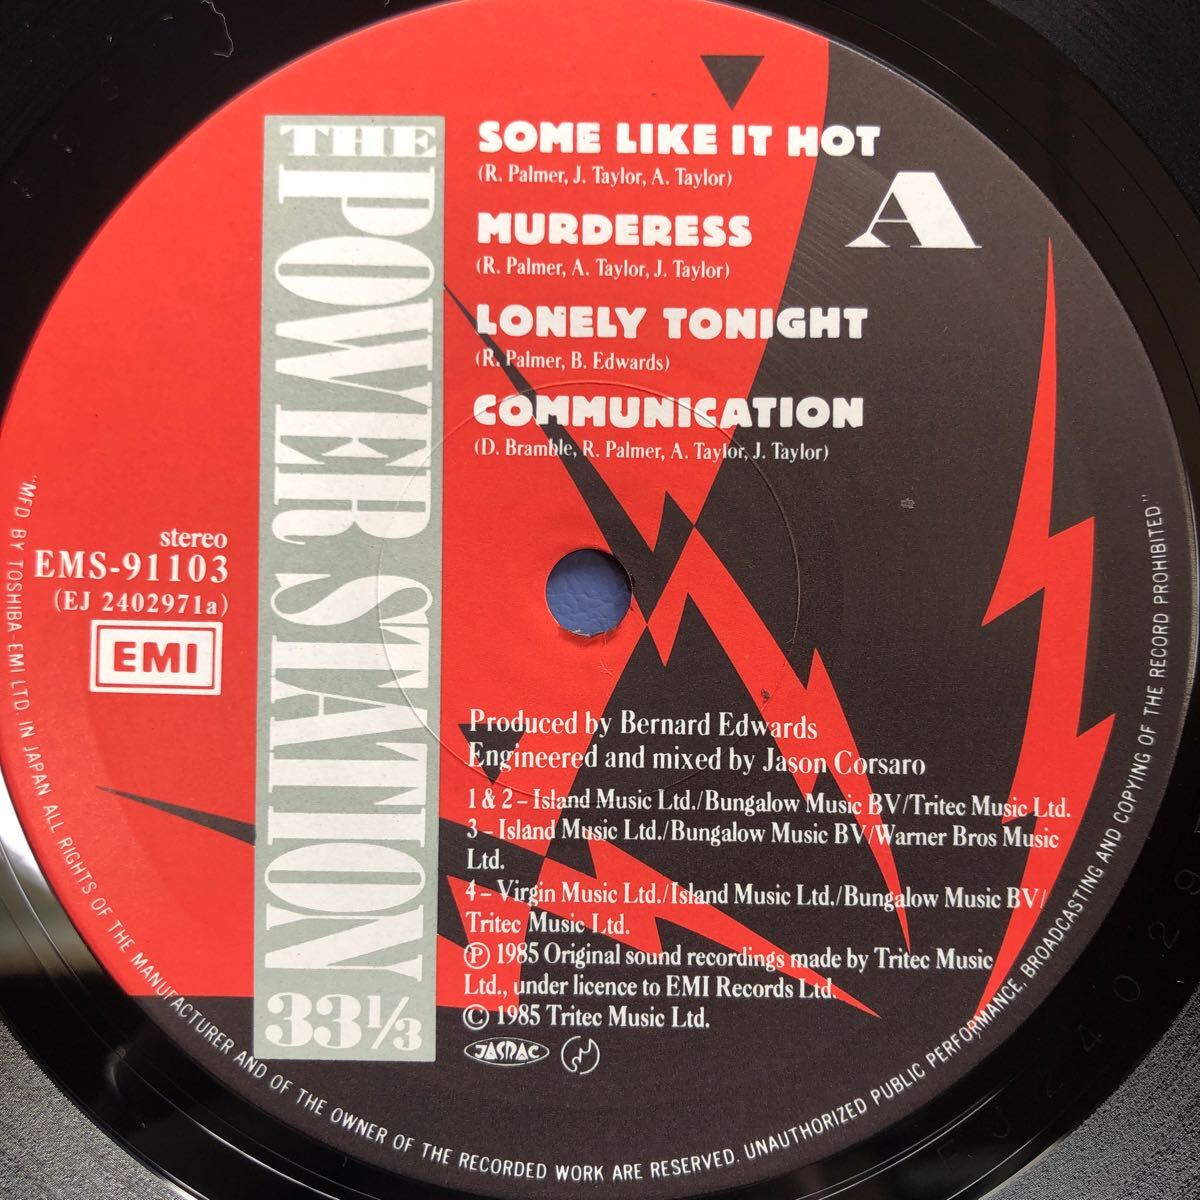 THE
POWER STATION
33⅓
SOME LIKE IT HOT
(R. Palmer, J. Taylor, A. Taylor)
A
MURDERESS
(R. Palmer, A. Taylor, J. Taylor)
LONELY TONIGHT
(R. Palmer, B. Edwards)
COMMUNICATION
(D. Bramble, R. Palmer, A. Taylor, J. Taylor)
stereo
EMS-91103
(EJ 2402971a)
EMI
Produced by Bernard Edwards
Engineered and mixed by Jason Corsaro
1 & 2 – Island Music Ltd./Bungalow Music BV/Tritec Music Ltd.
3 – Island Music Ltd./Bungalow Music BV/Warner Bros Music
Ltd.
4 – Virgin Music Ltd./Island Music Ltd./Bungalow Music BV/
Tritec Music Ltd.
Ⓟ 1985 Original sound recordings made by Tritec Music
Ltd., under licence to EMI Records Ltd.
© 1985 Tritec Music Ltd.
JASRAC
"MFD. BY TOSHIBA-EMI LTD. IN JAPAN. ALL RIGHTS OF THE MANUFACTURER AND OF THE OWNER OF THE RECORDED WORK ARE RESERVED. UNAUTHORIZED PUBLIC PERFORMANCE, BROADCASTING AND COPYING OF THE RECORD PROHIBITED"